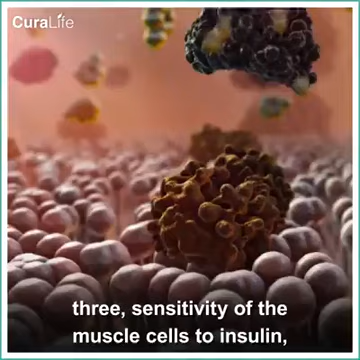 CuraLife
three, sensitivity of the
muscle cells to insulin,